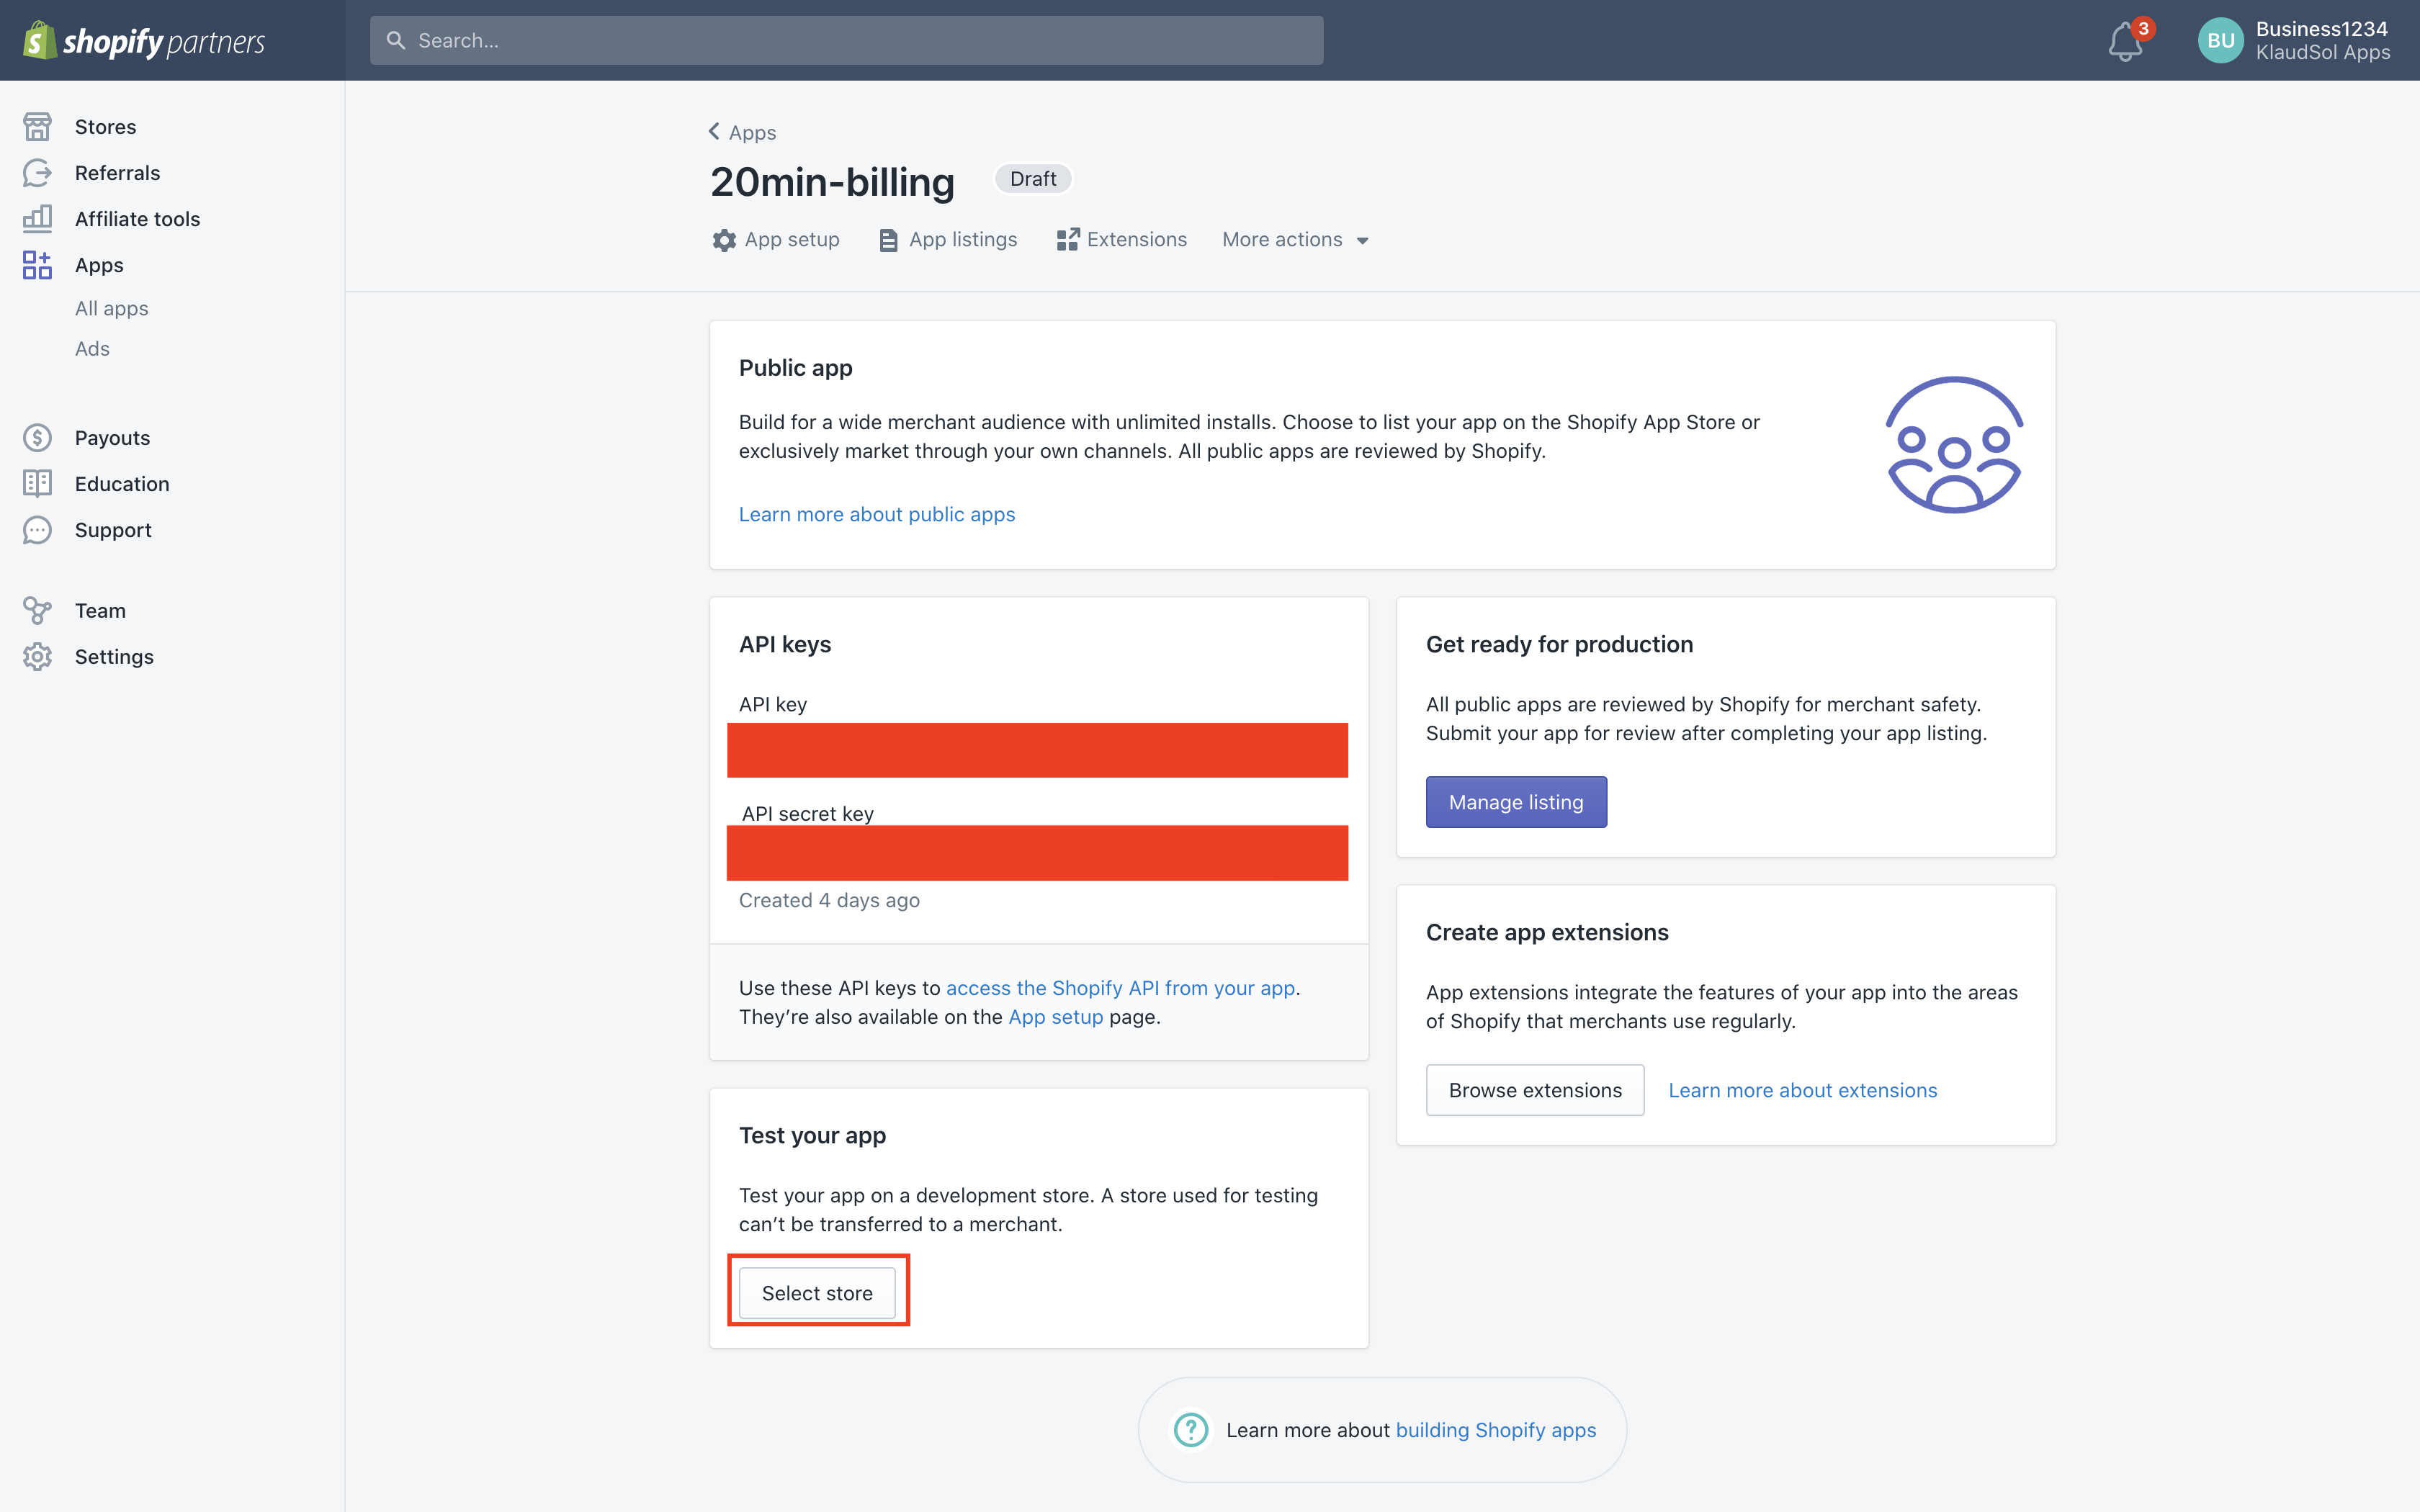 shopify partners
Search...
3
BU
Business1234
KlaudSol Apps
Stores
Referrals
Affiliate tools
Apps
All apps
Ads
Payouts
Education
Support
Team
Settings
Apps
20min-billing
Draft
App setup
App listings
Extensions
More actions
Public app
Build for a wide merchant audience with unlimited installs. Choose to list your app on the Shopify App Store or
exclusively market through your own channels. All public apps are reviewed by Shopify.
Learn more about public apps
API keys
API key
API secret key
Created 4 days ago
Use these API keys to access the Shopify API from your app.
They’re also available on the App setup page.
Test your app
Test your app on a development store. A store used for testing
can’t be transferred to a merchant.
Select store
Get ready for production
All public apps are reviewed by Shopify for merchant safety.
Submit your app for review after completing your app listing.
Manage listing
Create app extensions
App extensions integrate the features of your app into the areas
of Shopify that merchants use regularly.
Browse extensions
Learn more about extensions
Learn more about building Shopify apps